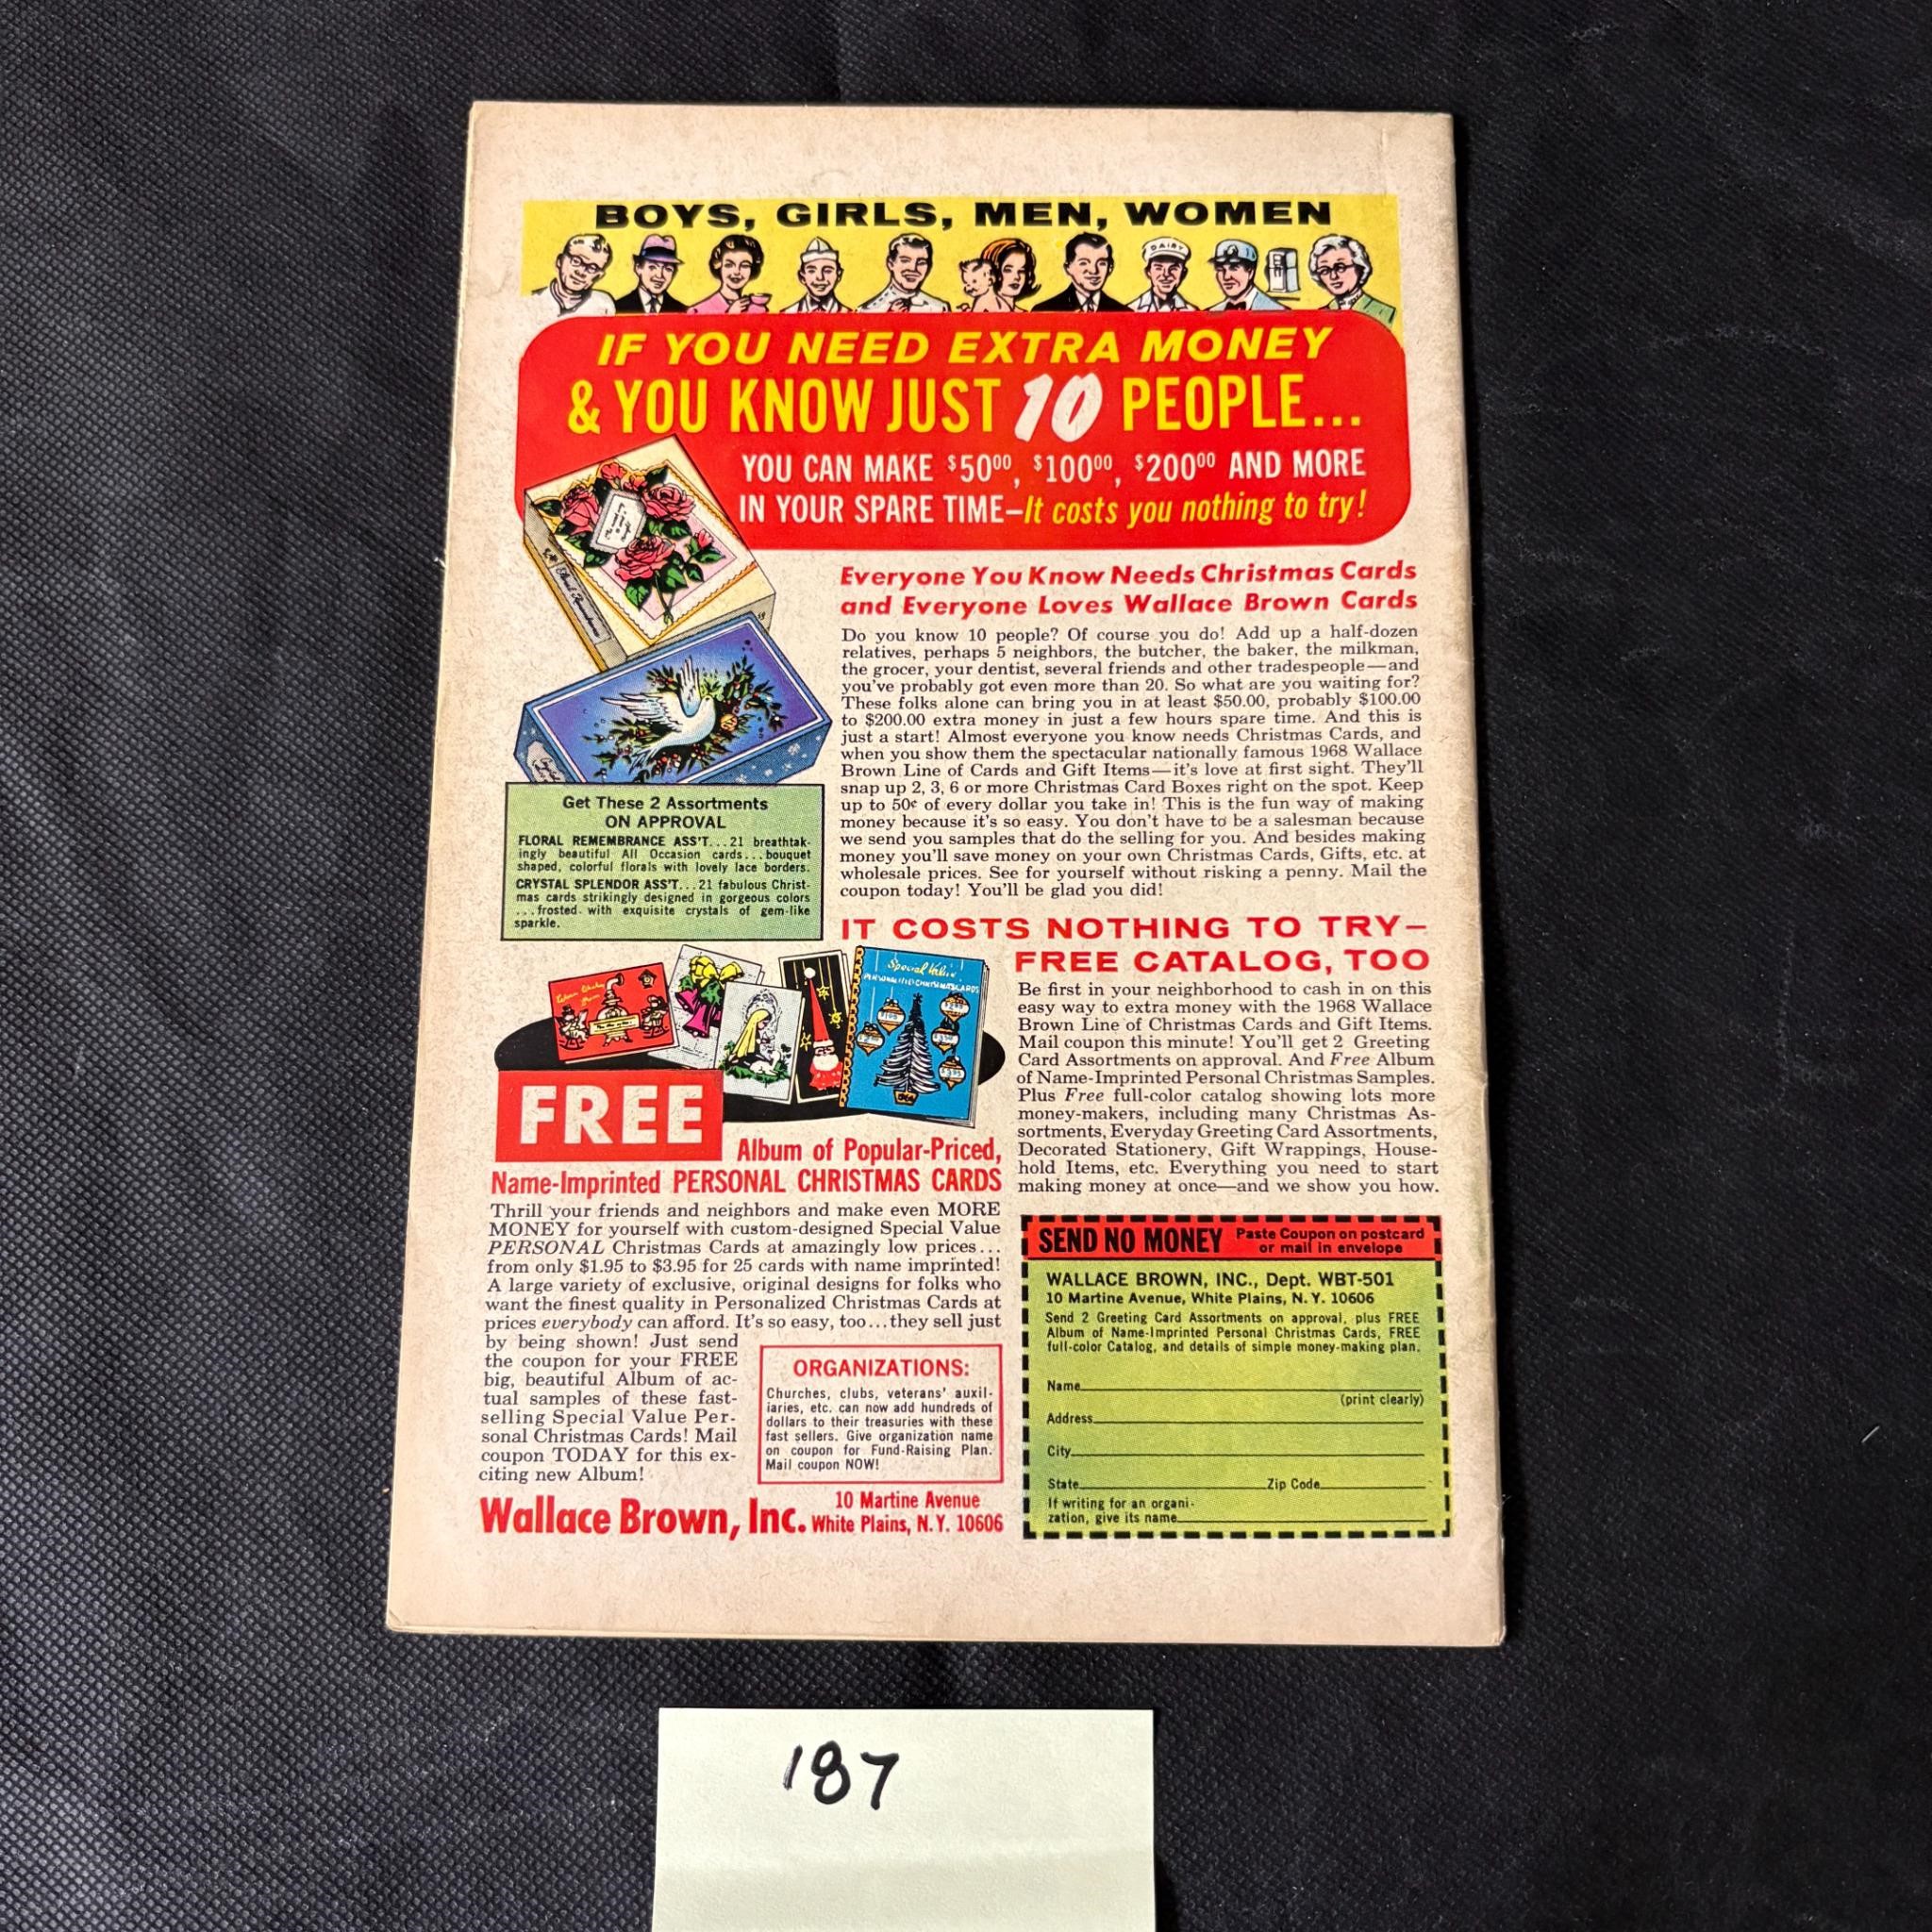 BOYS, GIRLS, MEN, WOMEN
DAIRY
IF YOU NEED EXTRA MONEY
& YOU KNOW JUST 10 PEOPLE...
YOU CAN MAKE $50⁰⁰, $100⁰⁰, $200⁰⁰ AND MORE
IN YOUR SPARE TIME—It costs you nothing to try!
Everyone You Know Needs Christmas Cards
and Everyone Loves Wallace Brown Cards
Do you know 10 people? Of course you do! Add up a half-dozen
relatives, perhaps 5 neighbors, the butcher, the baker, the milkman,
the grocer, your dentist, several friends and other tradespeople—and
you've probably got even more than 20. So what are you waiting for?
These folks alone can bring you in at least $50.00, probably $100.00
to $200.00 extra money in just a few hours spare time. And this is
just a start! Almost everyone you know needs Christmas Cards, and
when you show them the spectacular nationally famous 1968 Wallace
Brown Line of Cards and Gift Items—it's love at first sight. They'll
snap up 2, 3, 6 or more Christmas Card Boxes right on the spot. Keep
up to 50¢ of every dollar you take in! This is the fun way of making
money because it's so easy. You don't have to be a salesman because
we send you samples that do the selling for you. And besides making
money you'll save money on your own Christmas Cards, Gifts, etc. at
wholesale prices. See for yourself without risking a penny. Mail the
coupon today! You'll be glad you did!
Get These 2 Assortments
ON APPROVAL
FLORAL REMEMBRANCE ASS'T...21 breathtak-
ingly beautiful All Occasion cards...bouquet
shaped, colorful florals with lovely lace borders.
CRYSTAL SPLENDOR ASS'T...21 fabulous Christ-
mas cards strikingly designed in gorgeous colors
...frosted with exquisite crystals of gem-like
sparkle.
IT COSTS NOTHING TO TRY—
FREE CATALOG, TOO
Be first in your neighborhood to cash in on this
easy way to extra money with the 1968 Wallace
Brown Line of Christmas Cards and Gift Items.
Mail coupon this minute! You'll get 2 Greeting
Card Assortments on approval. And Free Album
of Name-Imprinted Personal Christmas Samples.
Plus Free full-color catalog showing lots more
money-makers, including many Christmas As-
sortments, Everyday Greeting Card Assortments,
Decorated Stationery, Gift Wrappings, House-
hold Items, etc. Everything you need to start
making money at once—and we show you how.
Special Value
PERSONALIZED CHRISTMAS CARDS
FREE
Album of Popular-Priced,
Name-Imprinted PERSONAL CHRISTMAS CARDS
Thrill your friends and neighbors and make even MORE
MONEY for yourself with custom-designed Special Value
PERSONAL Christmas Cards at amazingly low prices...
from only $1.95 to $3.95 for 25 cards with name imprinted!
A large variety of exclusive, original designs for folks who
want the finest quality in Personalized Christmas Cards at
prices everybody can afford. It's so easy, too...they sell just
by being shown! Just send
the coupon for your FREE
big, beautiful Album of ac-
tual samples of these fast-
selling Special Value Per-
sonal Christmas Cards! Mail
coupon TODAY for this ex-
citing new Album!
ORGANIZATIONS:
Churches, clubs, veterans' auxil-
iaries, etc. can now add hundreds of
dollars to their treasuries with these
fast sellers. Give organization name
on coupon for Fund-Raising Plan.
Mail coupon NOW!
Wallace Brown, Inc. 10 Martine Avenue
White Plains, N.Y. 10606
SEND NO MONEY Paste Coupon on postcard
or mail in envelope
WALLACE BROWN, INC., Dept. WBT-501
10 Martine Avenue, White Plains, N.Y. 10606
Send 2 Greeting Card Assortments on approval, plus FREE
Album of Name-Imprinted Personal Christmas Cards, FREE
full-color Catalog, and details of simple money-making plan.
Name
(print clearly)
Address
City
State Zip Code
If writing for an organi-
zation, give its name
187